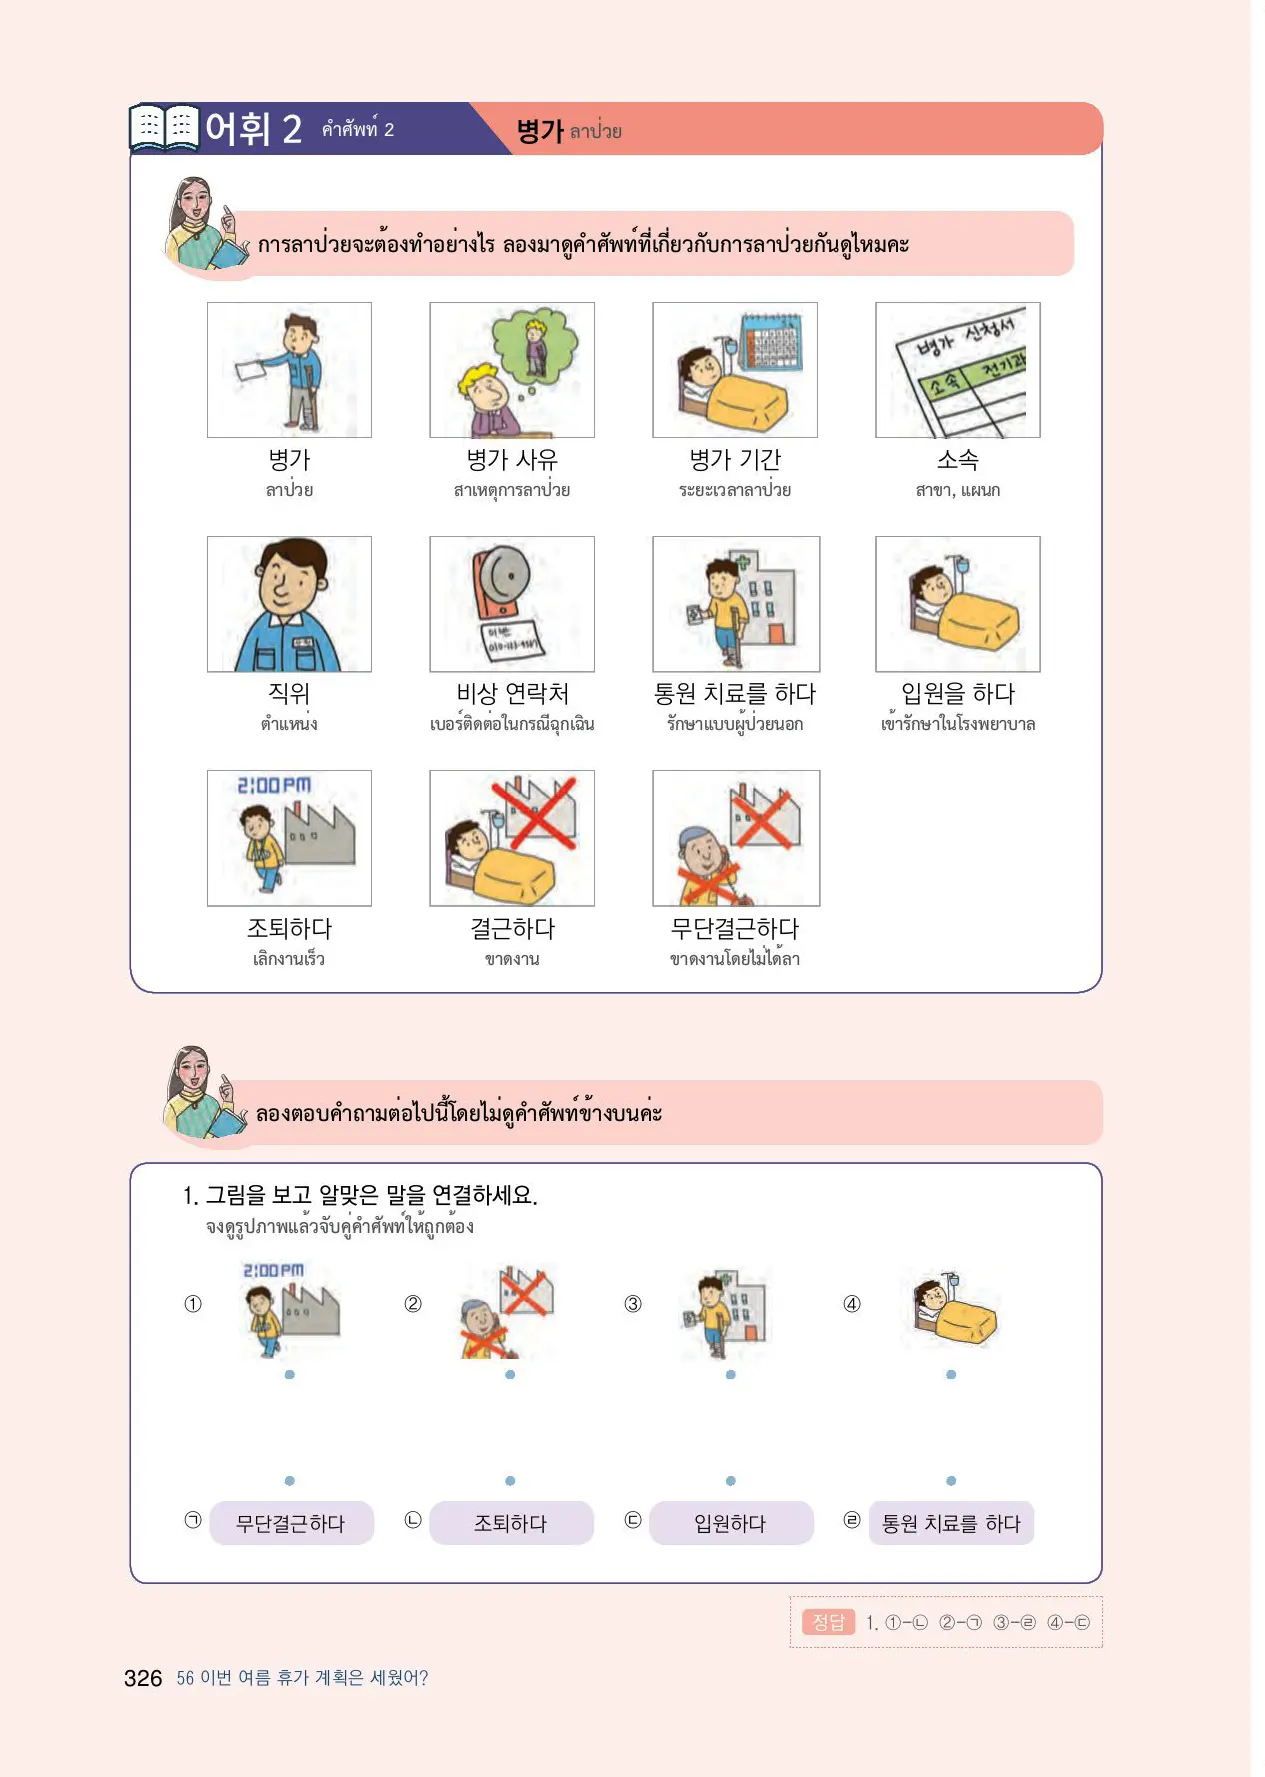 어휘 2 คำศัพท์ 2 병가 ลาป่วย
การลาป่วยจะต้องทำอย่างไร ลองมาดูคำศัพท์ที่เกี่ยวกับการลาป่วยกันดูไหมคะ
병가 신청서
소속 전기과
병가 병가 사유 병가 기간 소속
ลาป่วย สาเหตุการลาป่วย ระยะเวลาลาป่วย สาขา, แผนก
직위 비상 연락처 통원 치료를 하다 입원을 하다
ตำแหน่ง เบอร์ติดต่อในกรณีฉุกเฉิน รักษาแบบผู้ป่วยนอก เข้ารักษาในโรงพยาบาล
2:00PM
조퇴하다 결근하다 무단결근하다
เลิกงานเร็ว ขาดงาน ขาดงานโดยไม่ได้ลา
ลองตอบคำถามต่อไปนี้โดยไม่ดูคำศัพท์ข้างบนค่ะ
1. 그림을 보고 알맞은 말을 연결하세요.
จงดูรูปภาพแล้วจับคู่คำศัพท์ให้ถูกต้อง
2:00PM
① ② ③ ④
㉠ 무단결근하다 ㉡ 조퇴하다 ㉢ 입원하다 ㉣ 통원 치료를 하다
정답 1. ①-㉡ ②-㉠ ③-㉣ ④-㉢
326 56 이번 여름 휴가 계획은 세웠어?